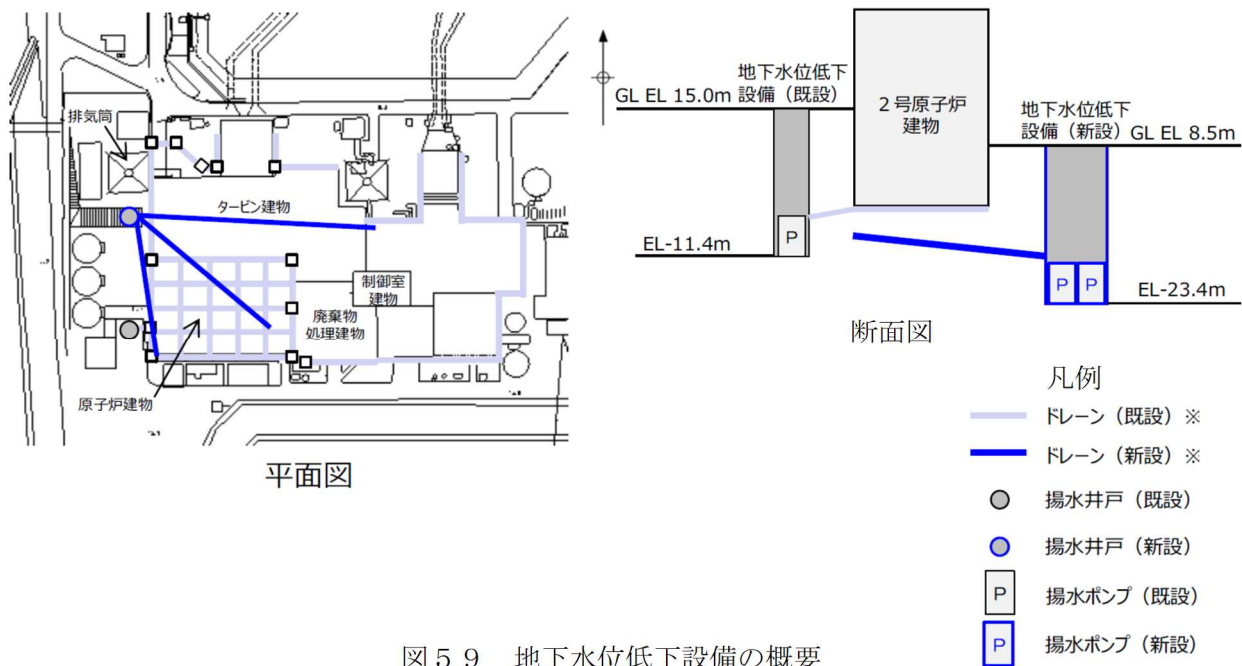 排気筒
タービン建物
制御室
建物
廃棄物
処理建物
原子炉建物
平面図
地下水位低下
GL EL 15.0m 設備（既設）
2号原子炉
建物
地下水位低下
設備（新設） GL EL 8.5m
P
EL-11.4m
P P
EL-23.4m
断面図
凡例
ドレーン（既設）※
ドレーン（新設）※
揚水井戸（既設）
揚水井戸（新設）
P 揚水ポンプ（既設）
P 揚水ポンプ（新設）
図５.９ 地下水位低下設備の概要